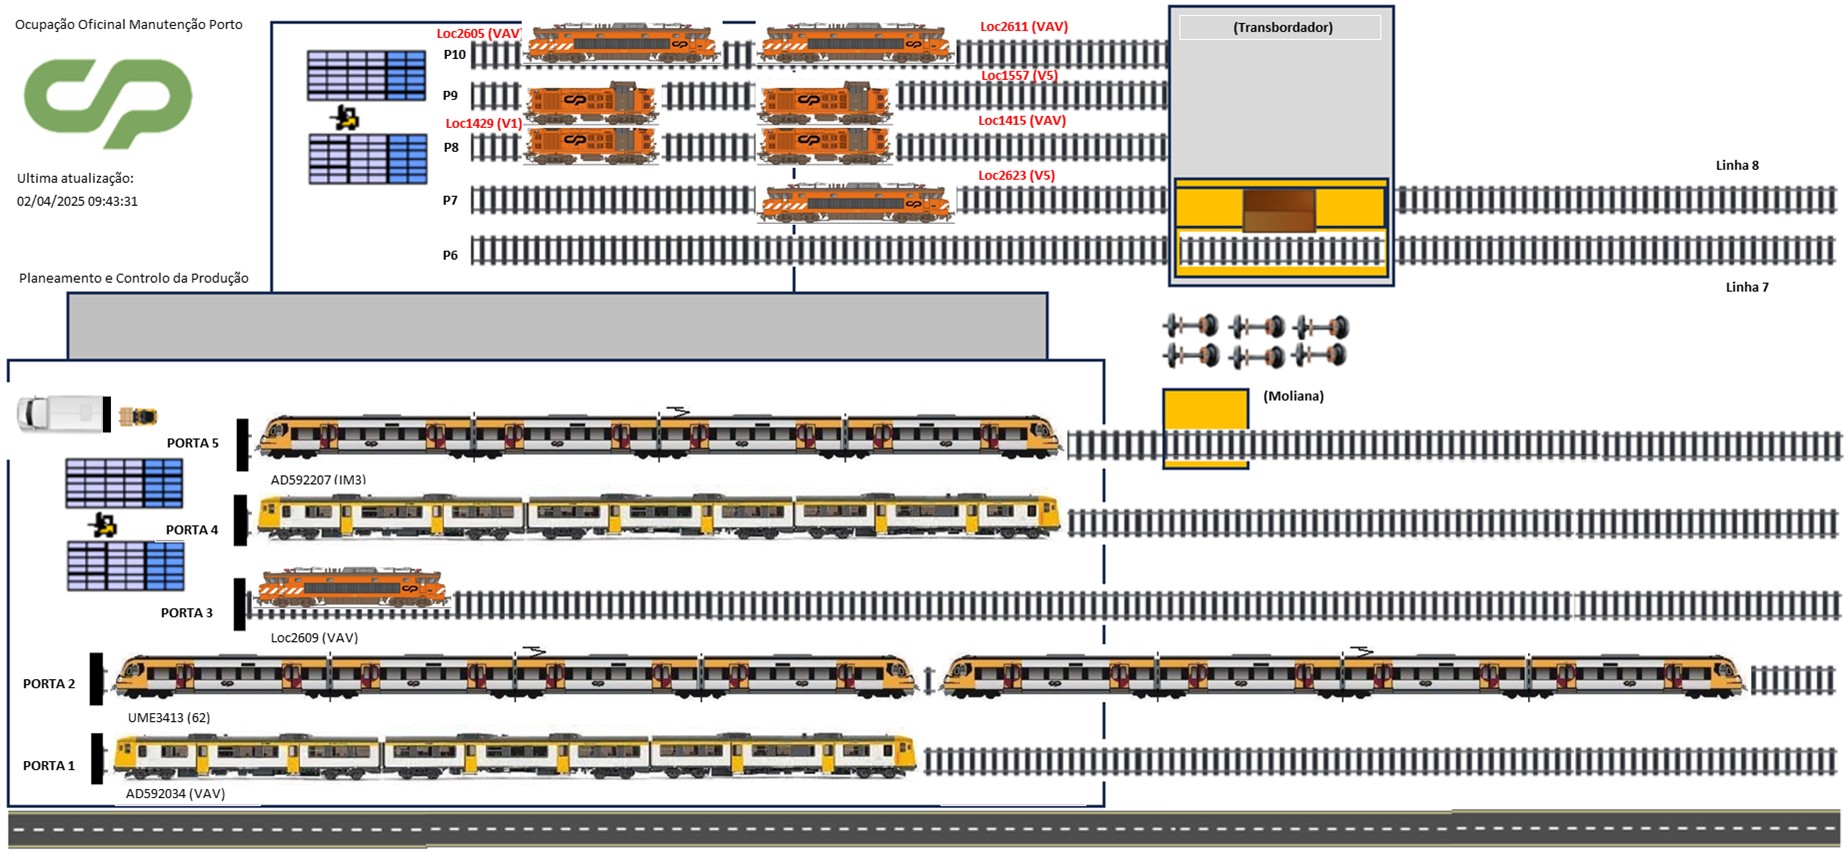 Ocupação Oficinal Manutenção Porto
Ultima atualização:
02/04/2025 09:43:31
Planeamento e Controlo da Produção
Loc2605 (VAV)
Loc2611 (VAV)
P10
Loc1557 (V5)
P9
Loc1429 (V1)
Loc1415 (VAV)
P8
Loc2623 (V5)
P7
P6
(Transbordador)
Linha 8
Linha 7
(Moliana)
PORTA 5
AD592207 (IM3)
PORTA 4
PORTA 3
Loc2609 (VAV)
PORTA 2
UME3413 (62)
PORTA 1
AD592034 (VAV)